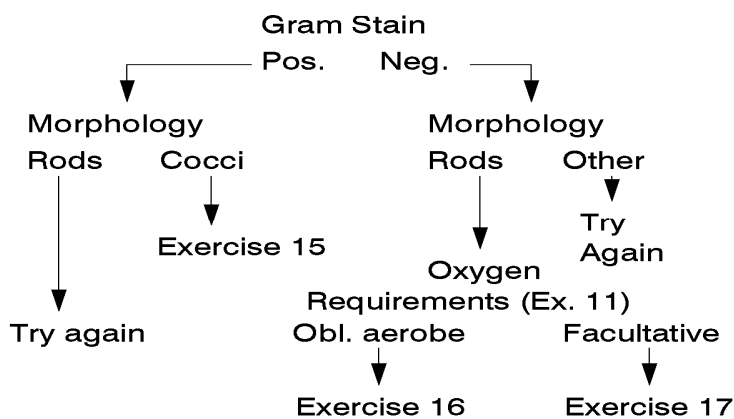 Gram Stain
Pos. Neg.
Morphology Morphology
Rods Cocci Rods Other
Exercise 15 Try
Again
Oxygen
Requirements (Ex. 11)
Try again Obl. aerobe Facultative
Exercise 16 Exercise 17